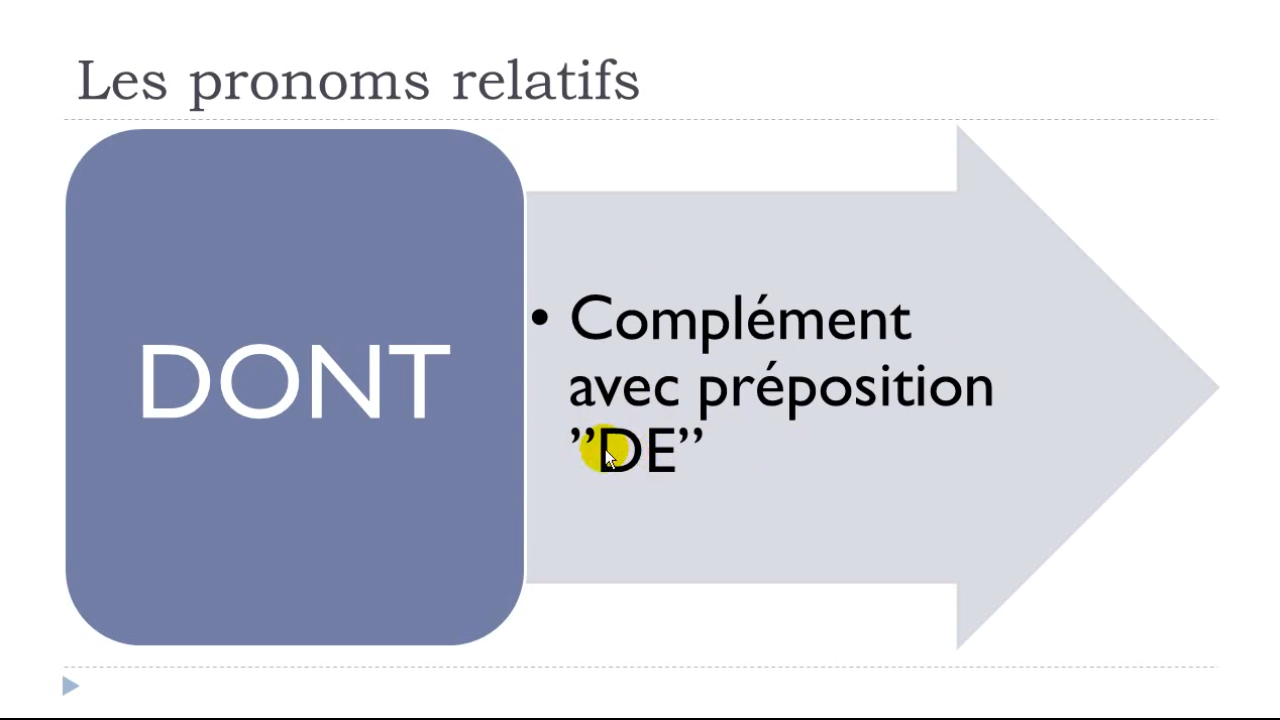 Les pronoms relatifs
DONT
• Complément
avec préposition
”DE”